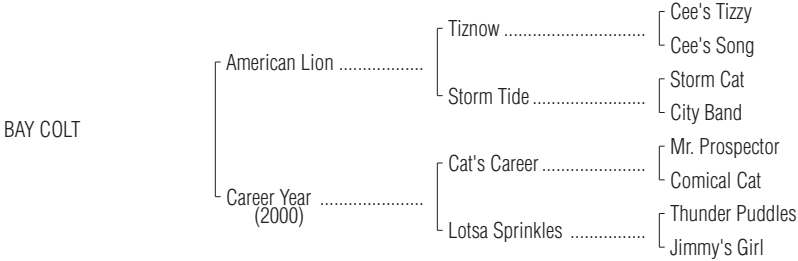 Cee's Tizzy
Tiznow ..............................
Cee's Song
American Lion ..................
Storm Cat
Storm Tide ........................
City Band
BAY COLT
Mr. Prospector
Cat's Career ......................
Comical Cat
Career Year ......................
(2000)
Thunder Puddles
Lotsa Sprinkles ................
Jimmy's Girl